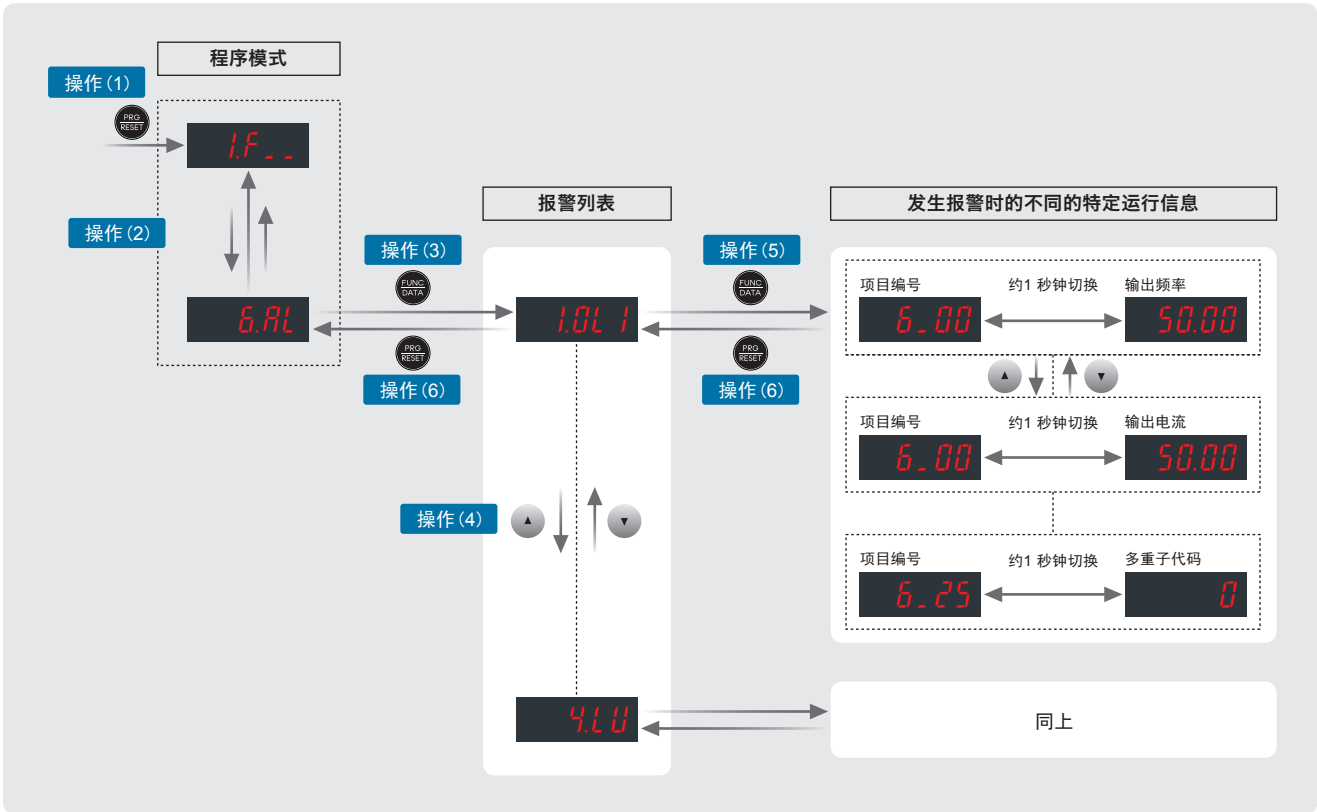 程序模式
操作(1)
PRG
RESET
1.F_ _
操作(2)
6.AL
报警列表
操作(3)
FUNC
DATA
PRG
RESET
操作(6)
1.OL1
操作(4)
▲
▼
4.LU
发生报警时的不同的特定运行信息
操作(5)
FUNC
DATA
PRG
RESET
操作(6)
项目编号 约1 秒钟切换 输出频率
6_00 50.00
▲
▼
项目编号 约1 秒钟切换 输出电流
6_00 50.00
项目编号 约1 秒钟切换 多重子代码
6_25 0
同上